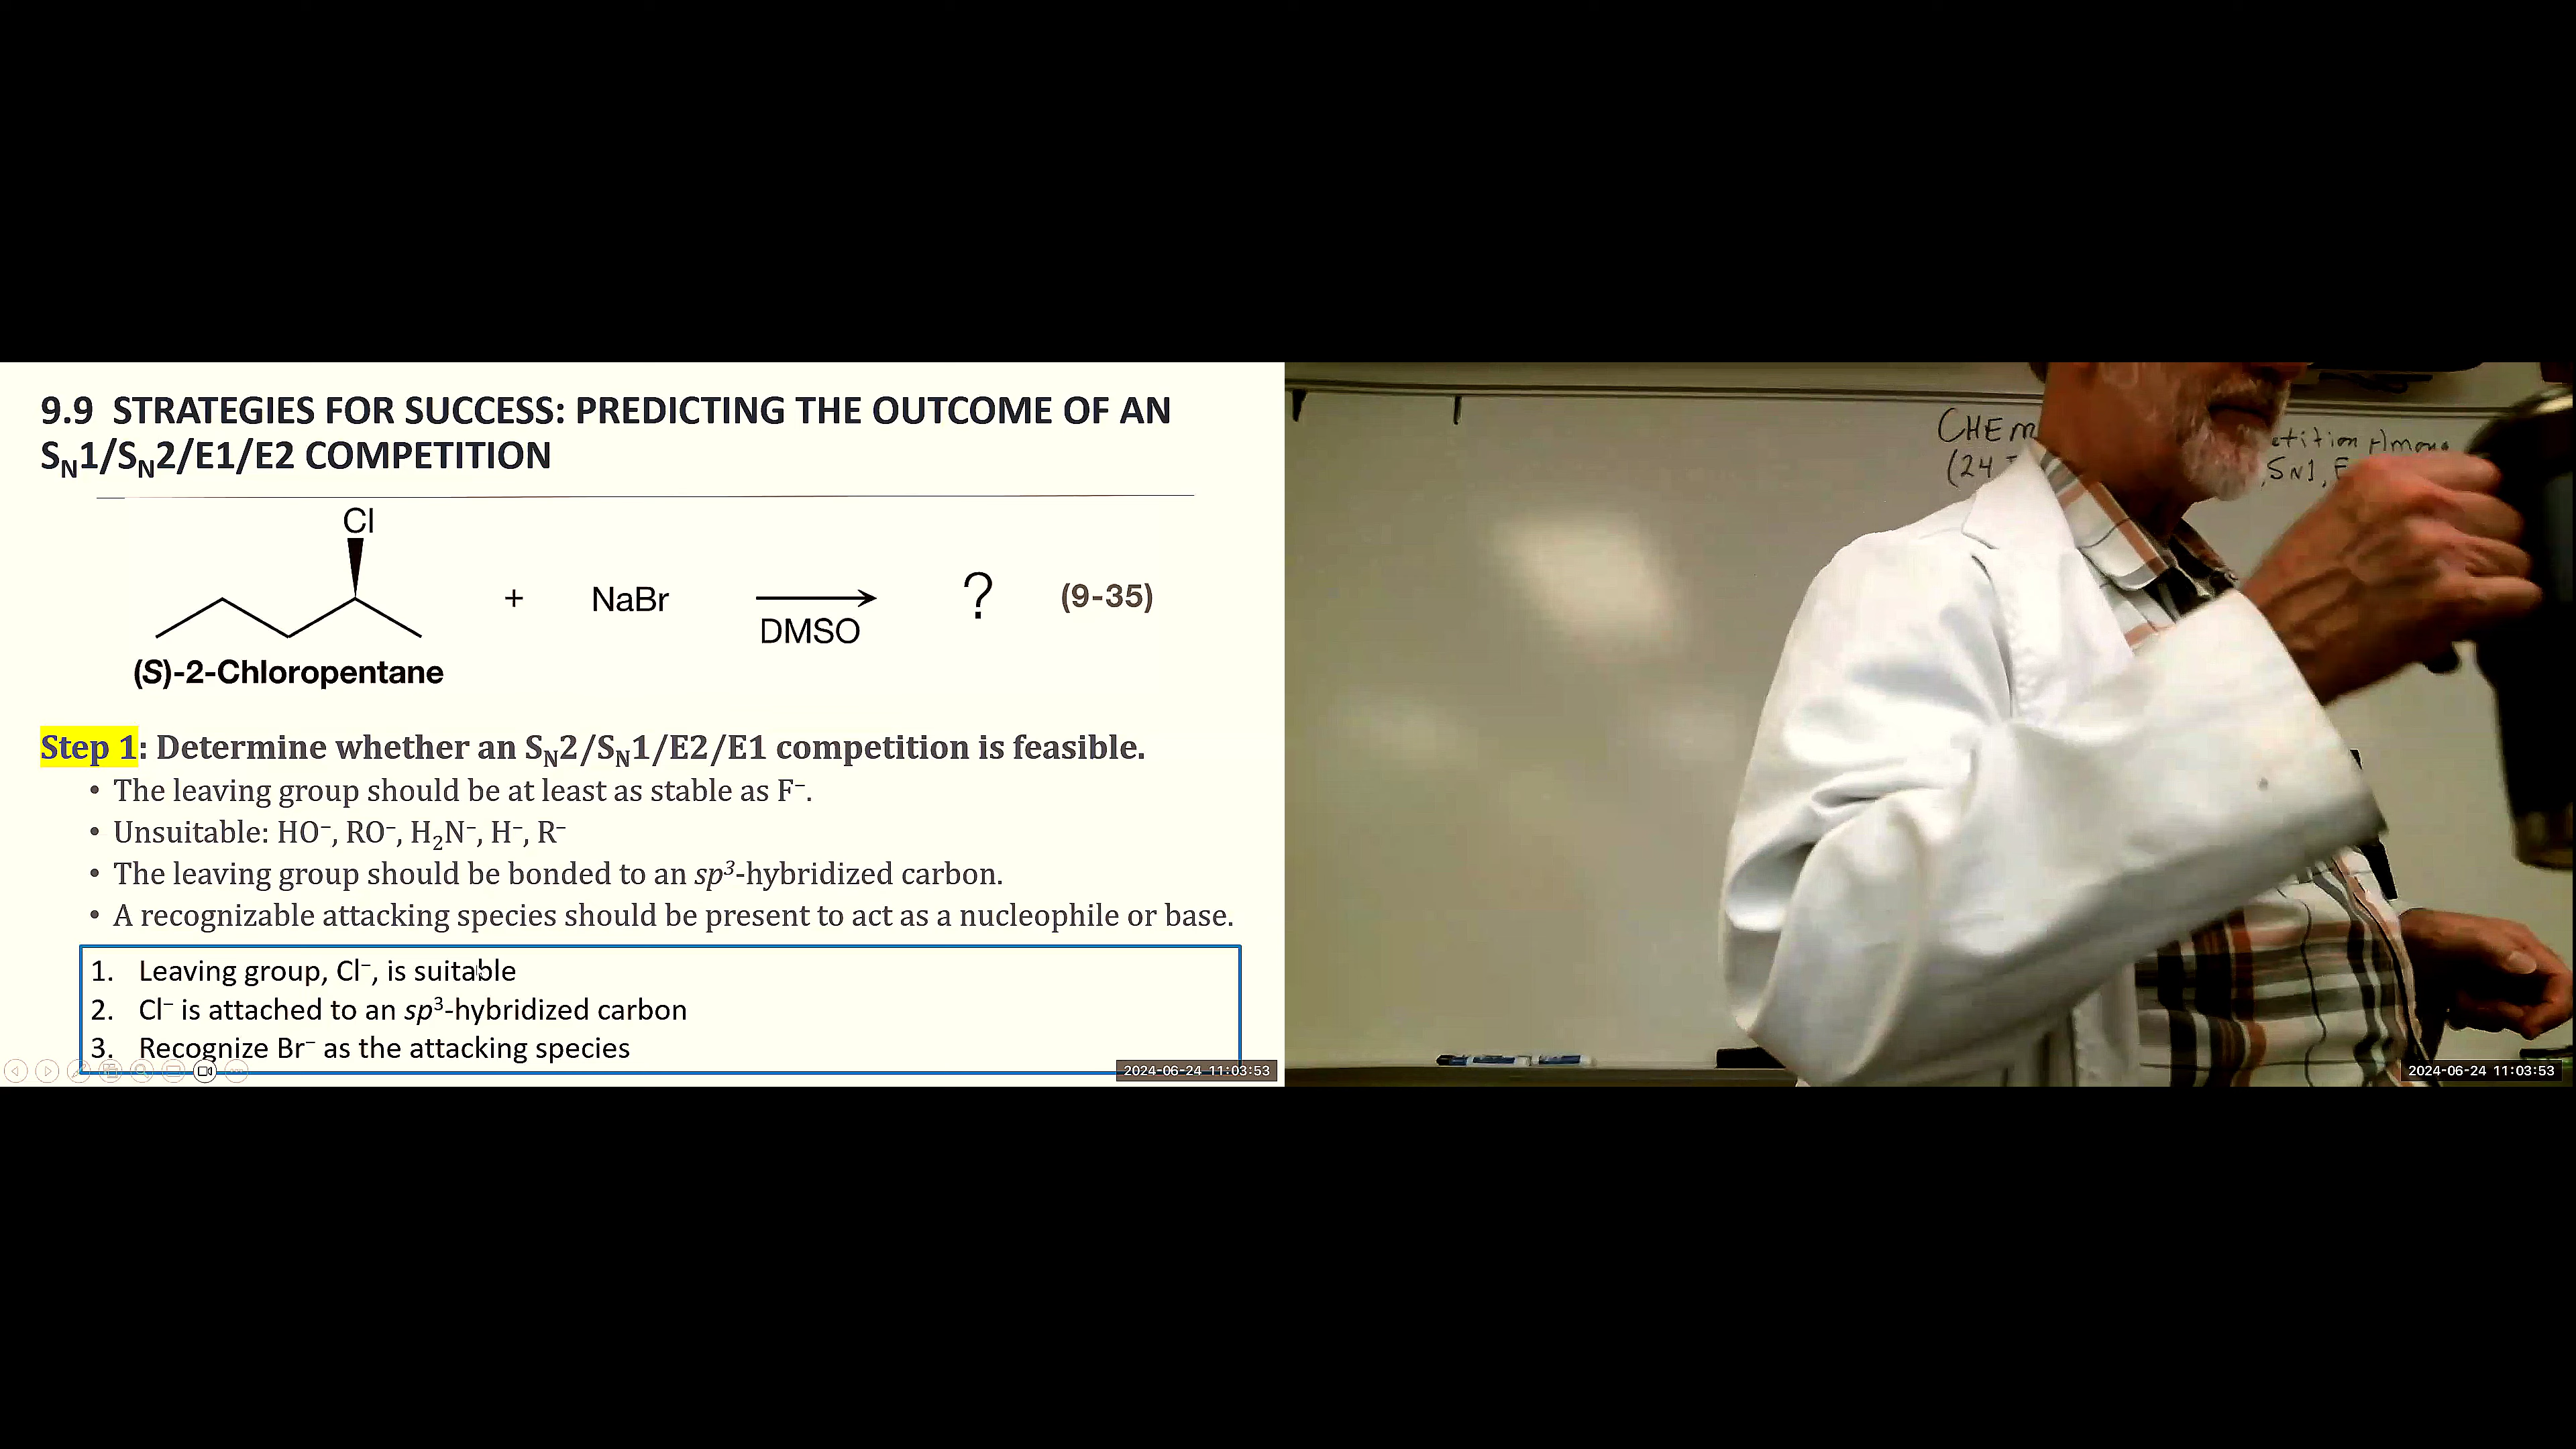 9.9 STRATEGIES FOR SUCCESS: PREDICTING THE OUTCOME OF AN
SN1/SN2/E1/E2 COMPETITION
Cl
+ NaBr
DMSO
? (9-35)
(S)-2-Chloropentane
Step 1: Determine whether an SN2/SN1/E2/E1 competition is feasible.
• The leaving group should be at least as stable as F⁻.
• Unsuitable: HO⁻, RO⁻, H₂N⁻, H⁻, R⁻
• The leaving group should be bonded to an sp³-hybridized carbon.
• A recognizable attacking species should be present to act as a nucleophile or base.
1. Leaving group, Cl⁻, is suitable
2. Cl⁻ is attached to an sp³-hybridized carbon
3. Recognize Br⁻ as the attacking species
2024-06-24 11:03:53
CHEM
(24
etition Among
SN1, E
2024-06-24 11:03:53